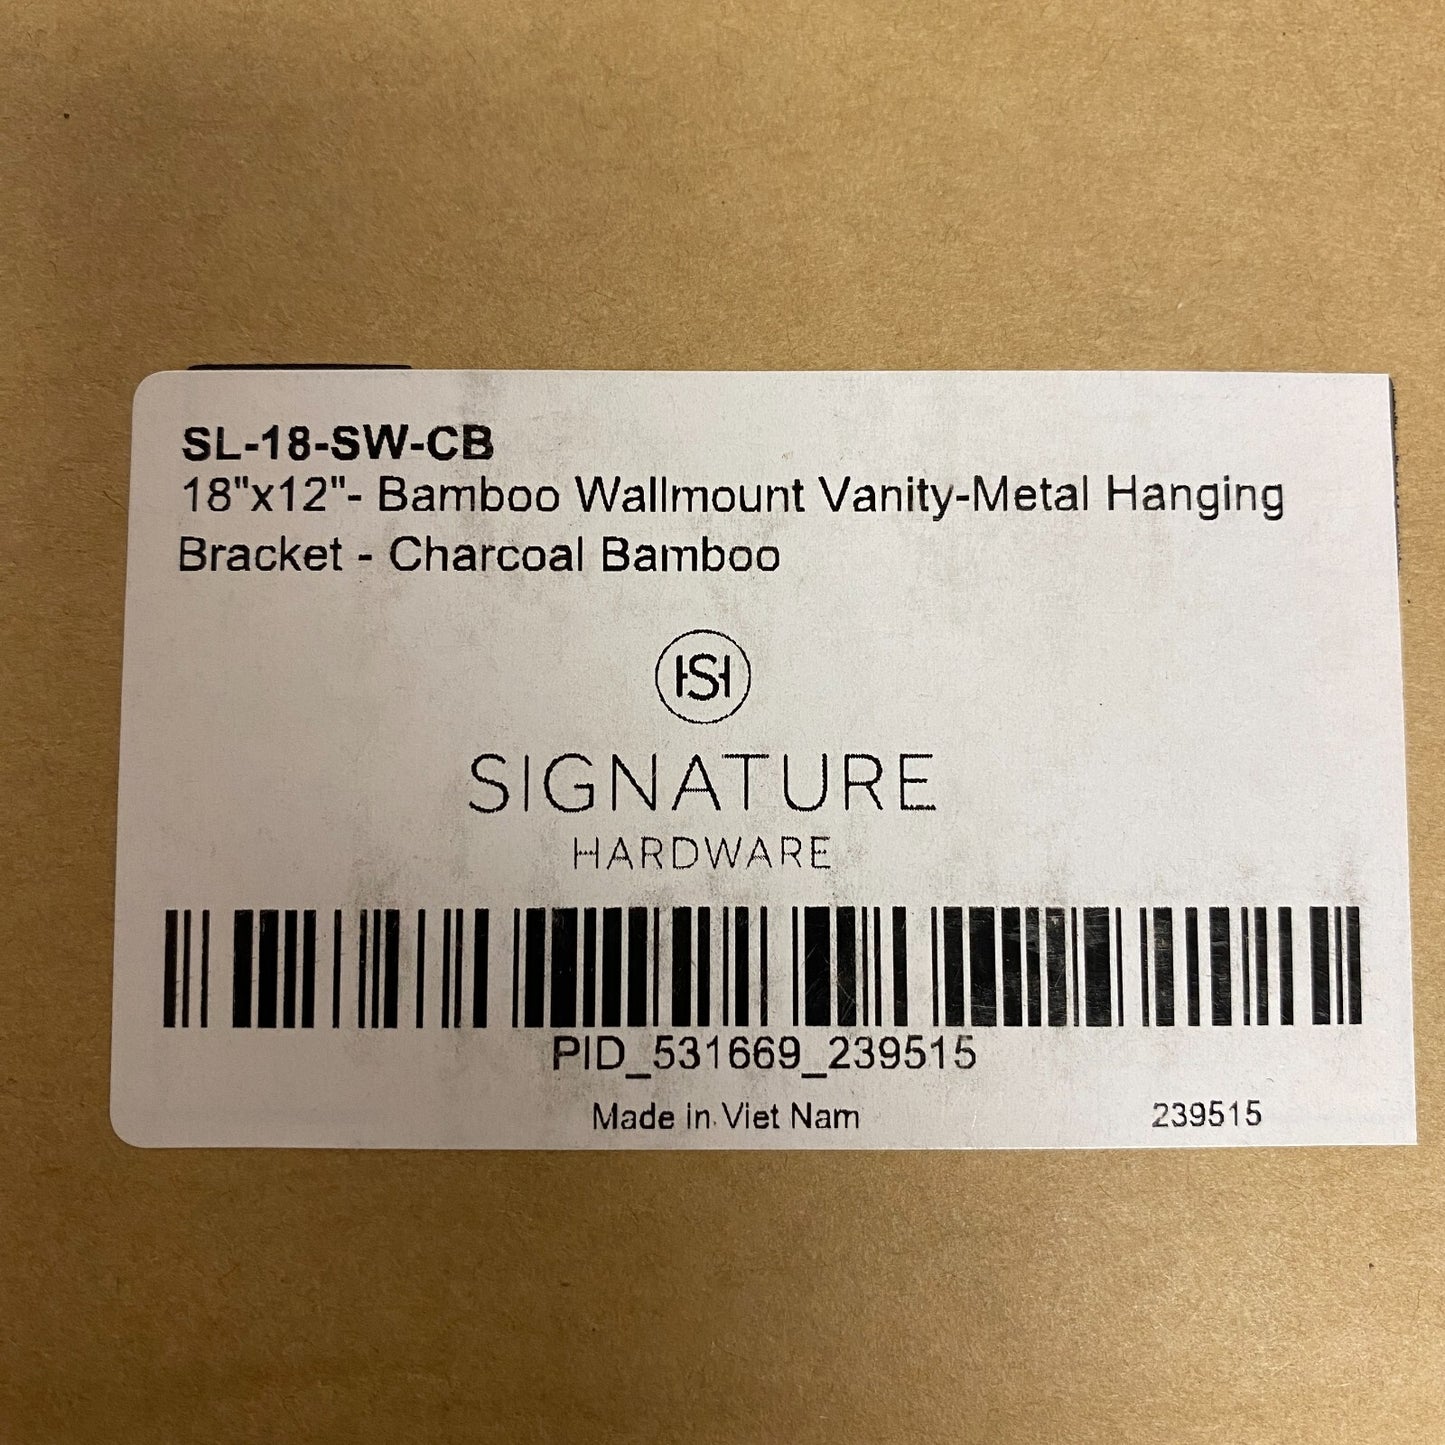 SL-18-SW-CB
18"x12"- Bamboo Wallmount Vanity-Metal Hanging
Bracket - Charcoal Bamboo
HSH
SIGNATURE
HARDWARE
PID_531669_239515
Made in Viet Nam
239515